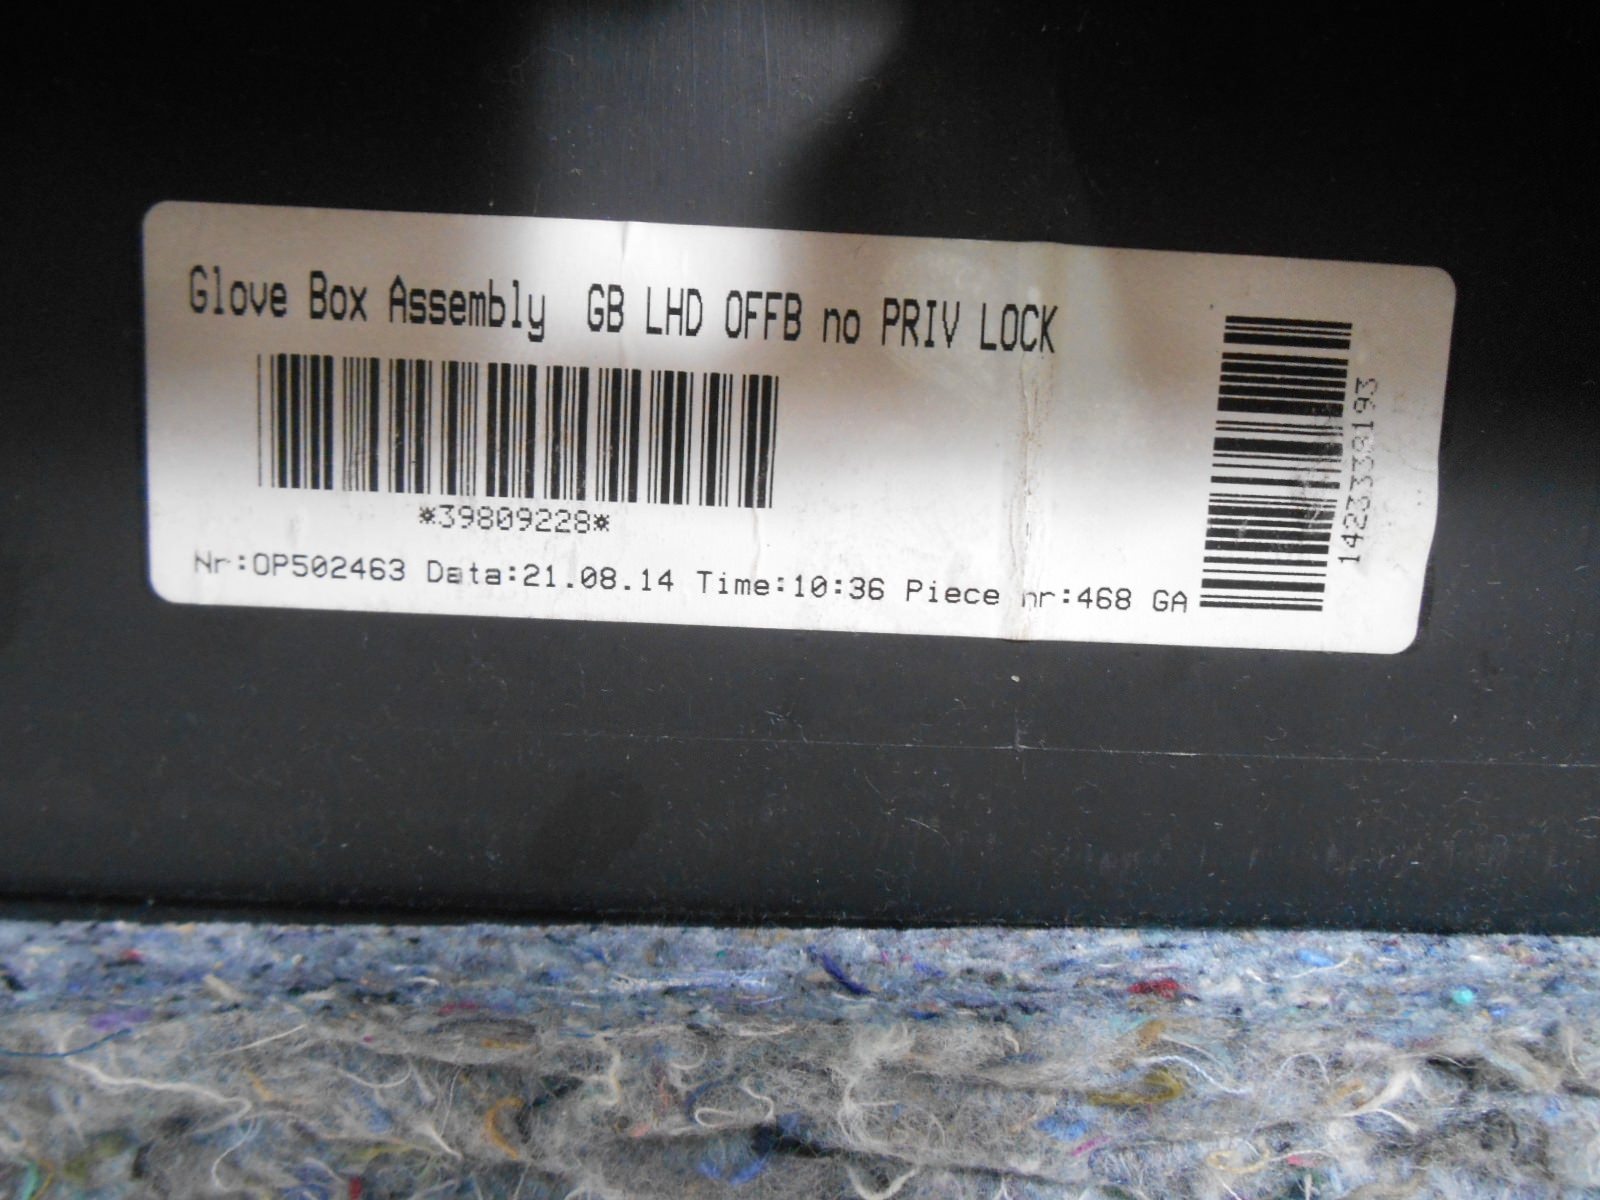 Glove Box Assembly GB LHD OFFB no PRIV LOCK
*39809228*
Nr:OP502463 Data:21.08.14 Time:10:36 Piece nr:468 GA
1423338193